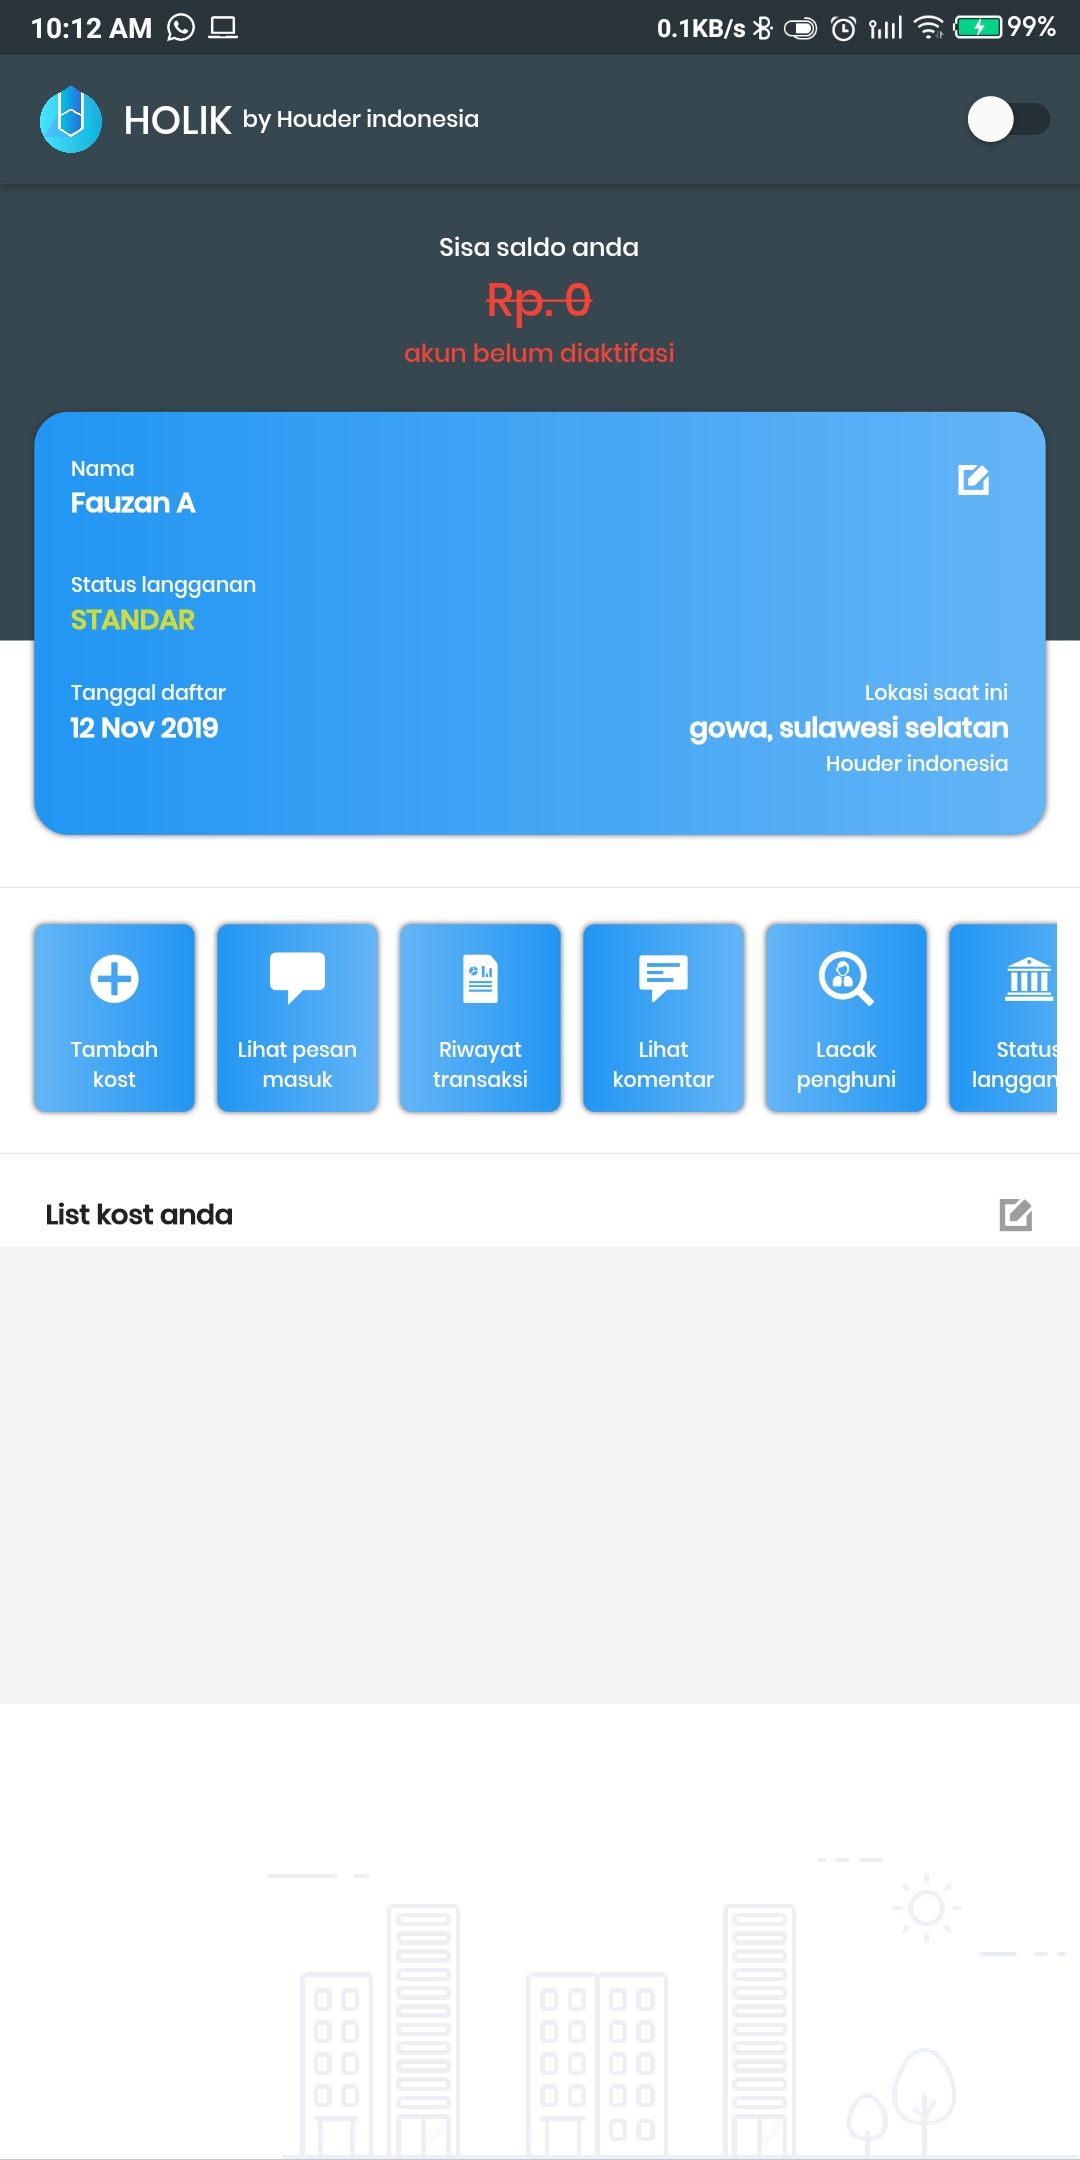 10:12 AM 0.1KB/s 99%
HOLIK by Houder indonesia
Sisa saldo anda
Rp. 0
akun belum diaktifasi
Nama
Fauzan A
Status langganan
STANDAR
Tanggal daftar
12 Nov 2019
Lokasi saat ini
gowa, sulawesi selatan
Houder indonesia
Tambah
kost
Lihat pesan
masuk
Riwayat
transaksi
Lihat
komentar
Lacak
penghuni
Status
langgan
List kost anda